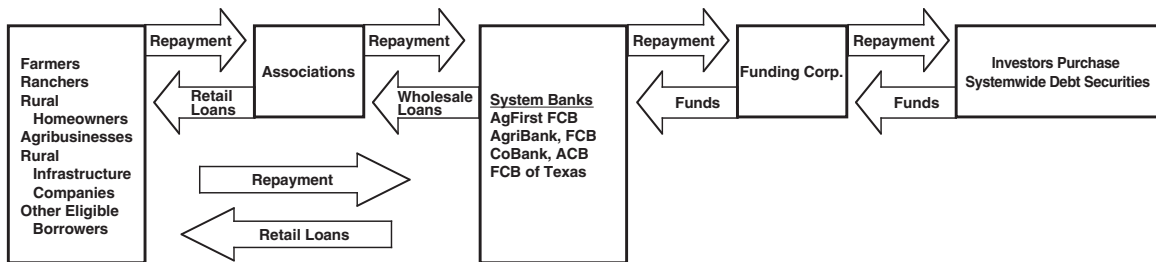 Repayment
Repayment
Repayment
Repayment
Farmers
Ranchers
Rural
Homeowners
Agribusinesses
Rural
Infrastructure
Companies
Other Eligible
Borrowers
Associations
Retail
Loans
Wholesale
Loans
Repayment
Retail Loans
System Banks
AgFirst FCB
AgriBank, FCB
CoBank, ACB
FCB of Texas
Funds
Funding Corp.
Funds
Investors Purchase
Systemwide Debt Securities